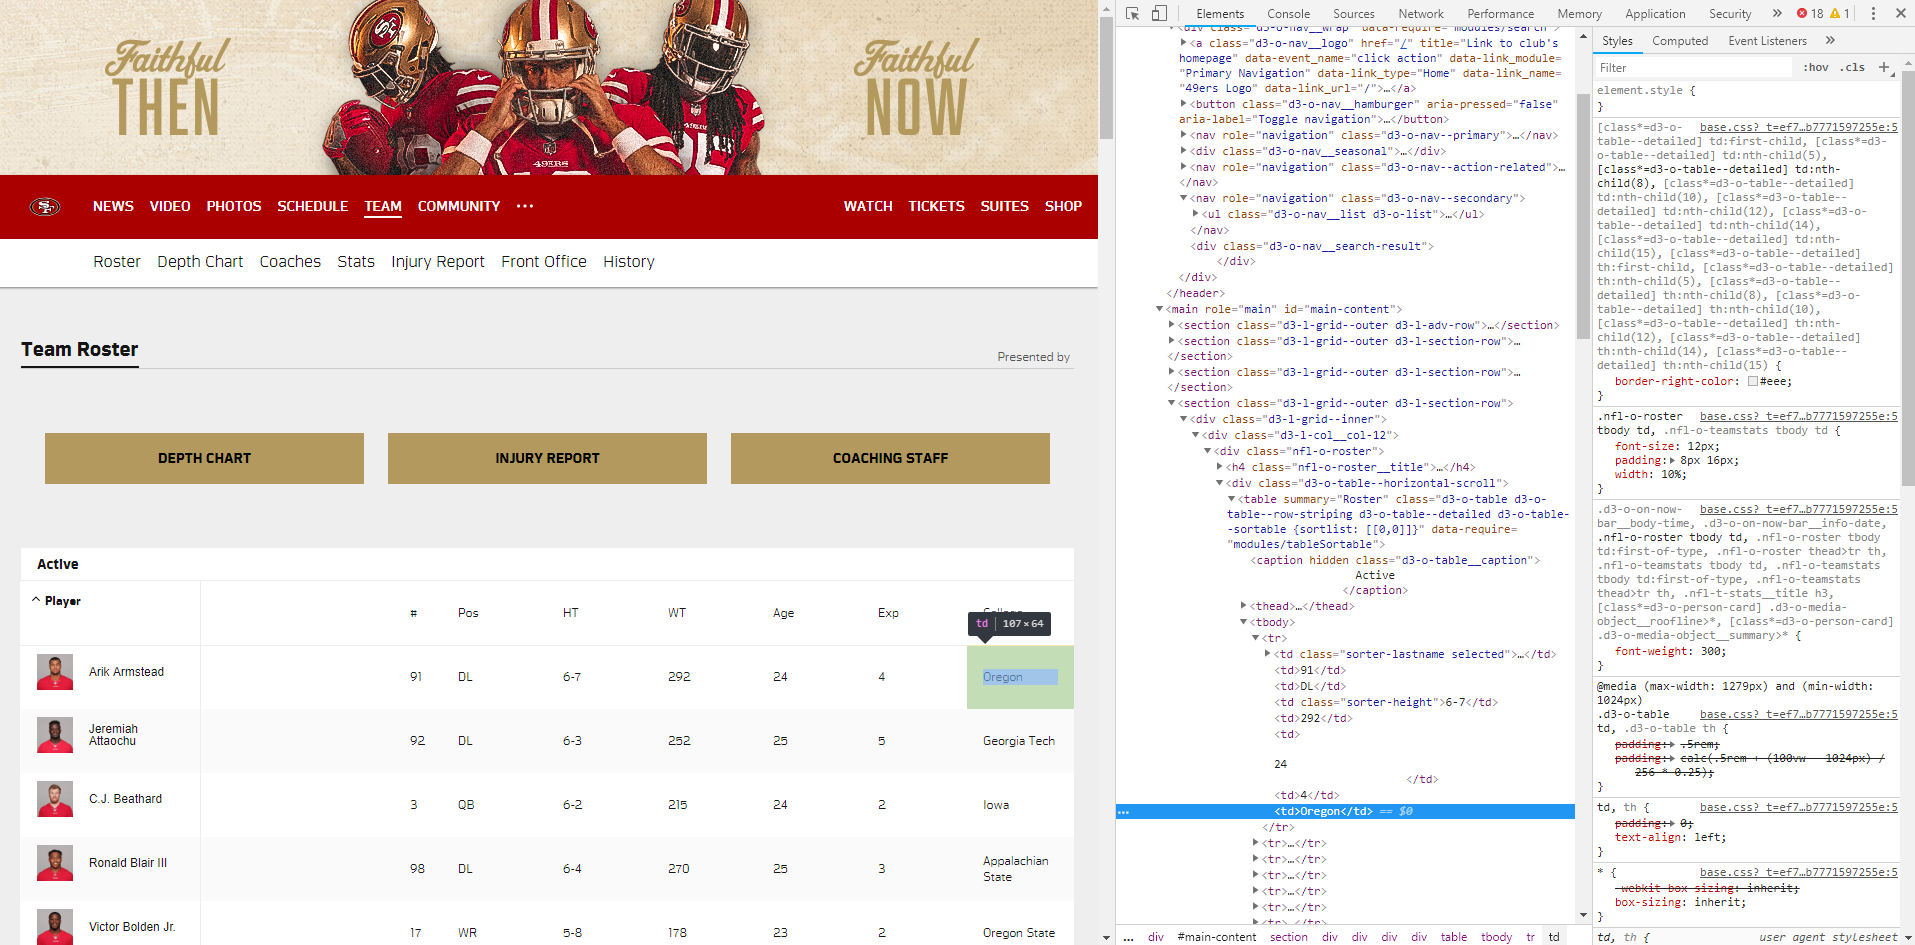 Faithful
THEN
Faithful
NOW
49ERS
SF
NEWS VIDEO PHOTOS SCHEDULE TEAM COMMUNITY ••• WATCH TICKETS SUITES SHOP
Roster Depth Chart Coaches Stats Injury Report Front Office History
Team Roster
Presented by
DEPTH CHART INJURY REPORT COACHING STAFF
Active
Player # Pos HT WT Age Exp
td | 107 × 64
Arik Armstead 91 DL 6-7 292 24 4 Oregon
Jeremiah
Attaochu 92 DL 6-3 252 25 5 Georgia Tech
C.J. Beathard 3 QB 6-2 215 24 2 Iowa
Ronald Blair III 98 DL 6-4 270 25 3 Appalachian
State
Victor Bolden Jr. 17 WR 5-8 178 23 2 Oregon State
Elements Console Sources Network Performance Memory Application Security » 18 1
<a class="d3-o-nav__logo" href="/" title="Link to club's
homepage" data-event_name="click action" data-link_module=
"Primary Navigation" data-link_type="Home" data-link_name=
"49ers Logo" data-link_url="/">…</a>
<button class="d3-o-nav__hamburger" aria-pressed="false"
aria-label="Toggle navigation">…</button>
<nav role="navigation" class="d3-o-nav--primary">…</nav>
<div class="d3-o-nav__seasonal">…</div>
<nav role="navigation" class="d3-o-nav--action-related">…
</nav>
<nav role="navigation" class="d3-o-nav--secondary">
<ul class="d3-o-nav__list d3-o-list">…</ul>
</nav>
<div class="d3-o-nav__search-result">
</div>
</div>
</header>
<main role="main" id="main-content">
<section class="d3-l-grid--outer d3-l-adv-row">…</section>
<section class="d3-l-grid--outer d3-l-section-row">…
</section>
<section class="d3-l-grid--outer d3-l-section-row">…
</section>
<section class="d3-l-grid--outer d3-l-section-row">
<div class="d3-l-grid--inner">
<div class="d3-l-col__col-12">
<div class="nfl-o-roster">
<h4 class="nfl-o-roster__title">…</h4>
<div class="d3-o-table--horizontal-scroll">
<table summary="Roster" class="d3-o-table d3-o-
table--row-striping d3-o-table--detailed d3-o-table-
-sortable {sortlist: [[0,0]]}" data-require=
"modules/tableSortable">
<caption hidden class="d3-o-table__caption">
Active
</caption>
<thead>…</thead>
<tbody>
<tr>
<td class="sorter-lastname selected">…</td>
<td>91</td>
<td>DL</td>
<td class="sorter-height">6-7</td>
<td>292</td>
<td>
24
</td>
<td>4</td>
… <td>Oregon</td> == $0
</tr>
<tr>…</tr>
<tr>…</tr>
<tr>…</tr>
<tr>…</tr>
<tr>…</tr>
… div #main-content section div div div div table tbody tr td
Styles Computed Event Listeners »
Filter :hov .cls +
element.style {
}
[class*=d3-o- base.css?_t=ef7…b7771597255e:5
table--detailed] td:first-child, [class*=d3-
o-table--detailed] td:nth-child(5),
[class*=d3-o-table--detailed] td:nth-
child(8), [class*=d3-o-table--detailed]
td:nth-child(10), [class*=d3-o-table--
detailed] td:nth-child(12), [class*=d3-o-
table--detailed] td:nth-child(14),
[class*=d3-o-table--detailed] td:nth-
child(15), [class*=d3-o-table--detailed]
th:first-child, [class*=d3-o-table--detailed]
th:nth-child(5), [class*=d3-o-table--
detailed] th:nth-child(8), [class*=d3-o-
table--detailed] th:nth-child(10),
[class*=d3-o-table--detailed] th:nth-
child(12), [class*=d3-o-table--detailed]
th:nth-child(14), [class*=d3-o-table--
detailed] th:nth-child(15) {
border-right-color: #eee;
}
.nfl-o-roster base.css?_t=ef7…b7771597255e:5
tbody td, .nfl-o-teamstats tbody td {
font-size: 12px;
padding: 8px 16px;
width: 10%;
}
.d3-o-on-now- base.css?_t=ef7…b7771597255e:5
bar__body-time, .d3-o-on-now-bar__info-date,
.nfl-o-roster tbody td, .nfl-o-roster tbody
td:first-of-type, .nfl-o-roster thead>tr th,
.nfl-o-teamstats tbody td, .nfl-o-teamstats
tbody td:first-of-type, .nfl-o-teamstats
thead>tr th, .nfl-t-stats__title h3,
[class*=d3-o-person-card] .d3-o-media-
object__roofline>*, [class*=d3-o-person-card]
.d3-o-media-object__summary>* {
font-weight: 300;
}
@media (max-width: 1279px) and (min-width:
1024px)
.d3-o-table base.css?_t=ef7…b7771597255e:5
td, .d3-o-table th {
padding: .5rem;
padding: calc(.5rem + (100vw - 1024px) /
256 * 0.25);
}
td, th { base.css?_t=ef7…b7771597255e:5
padding: 0;
text-align: left;
}
* { base.css?_t=ef7…b7771597255e:5
-webkit-box-sizing: inherit;
box-sizing: inherit;
}
td, th { user agent stylesheet